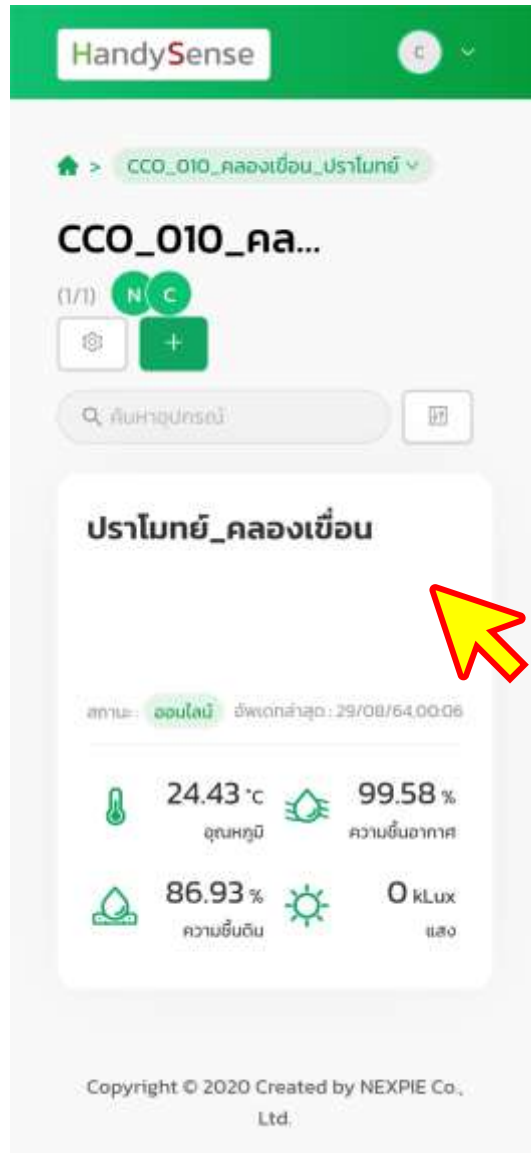 HandySense
C
> CCO_010_คลองเขื่อน_ปราโมทย์
CCO_010_คล...
(1/1) N C
+
ค้นหาอุปกรณ์
ปราโมทย์_คลองเขื่อน
สถานะ : ออนไลน์ อัพเดทล่าสุด : 29/08/64,00:06
24.43 °C 99.58 %
อุณหภูมิ ความชื้นอากาศ
86.93 % 0 kLux
ความชื้นดิน แสง
Copyright © 2020 Created by NEXPIE Co.,
Ltd.